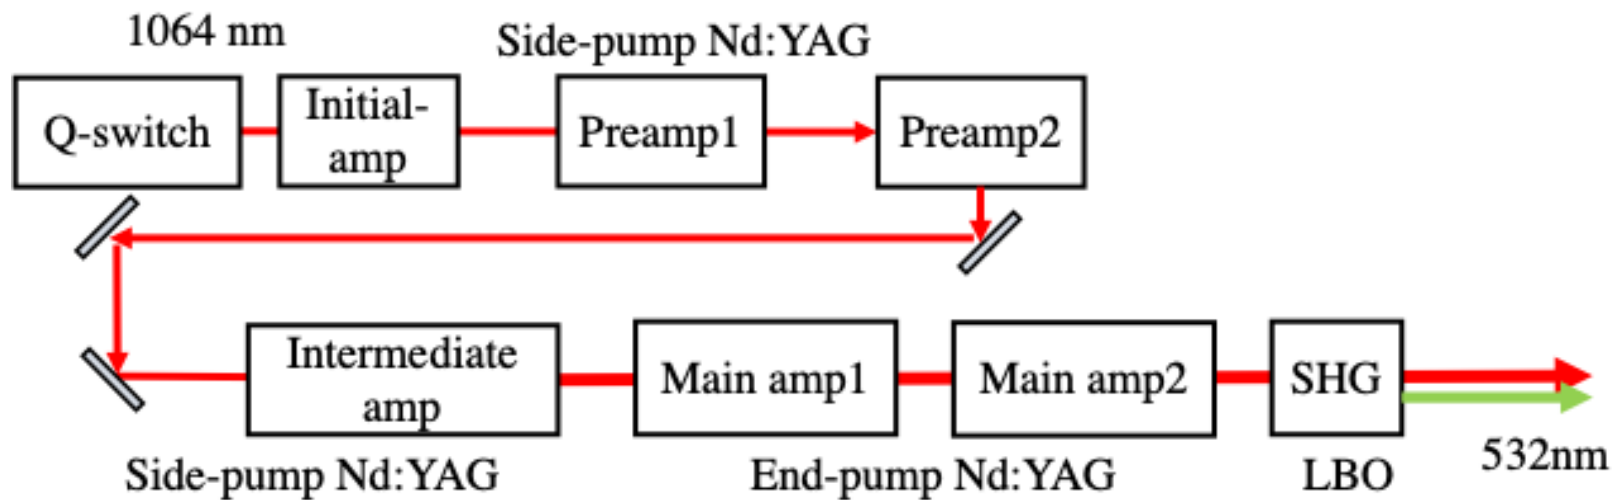 1064 nm
Side-pump Nd:YAG
Q-switch
Initial-
amp
Preamp1
Preamp2
Intermediate
amp
Main amp1
Main amp2
SHG
Side-pump Nd:YAG
End-pump Nd:YAG
LBO
532nm